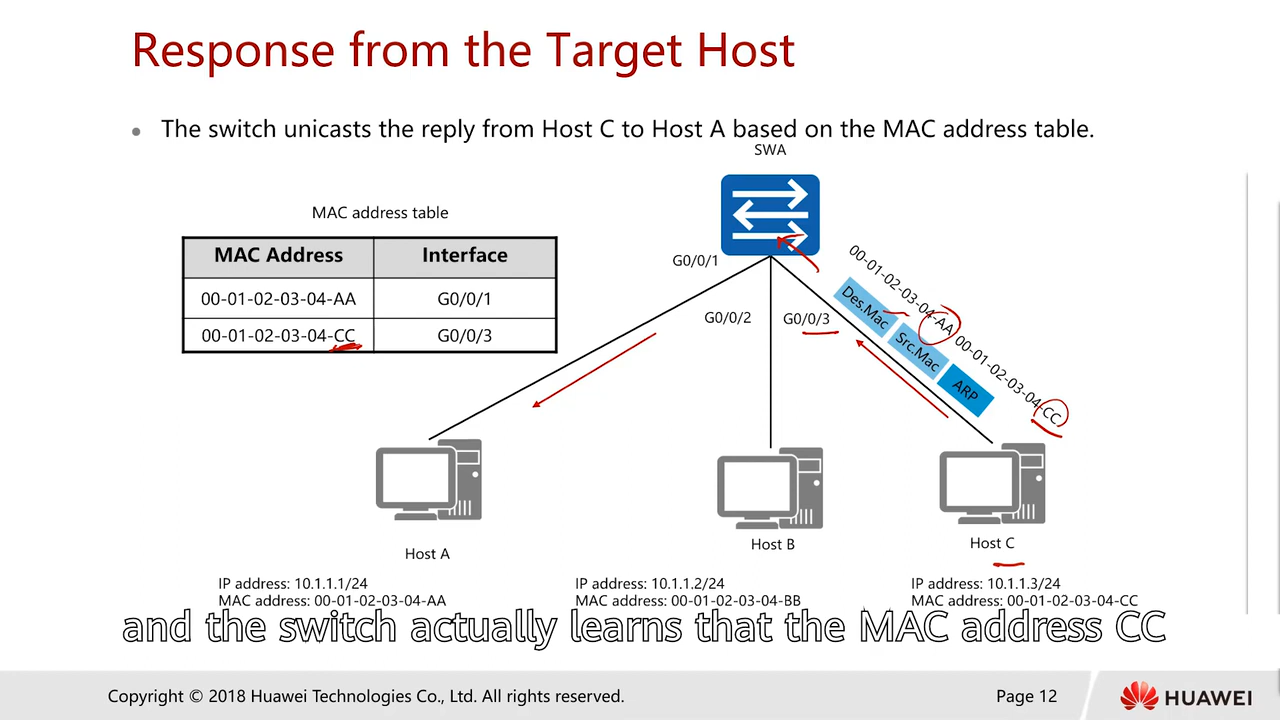 Response from the Target Host
The switch unicasts the reply from Host C to Host A based on the MAC address table.
SWA
MAC address table
MAC Address Interface
00-01-02-03-04-AA G0/0/1
00-01-02-03-04-CC G0/0/3
G0/0/1
G0/0/2
G0/0/3
00-01-02-03-04-AA
Des.Mac
Src.Mac
ARP
00-01-02-03-04-CC
Host A
Host B
Host C
IP address: 10.1.1.1/24
MAC address: 00-01-02-03-04-AA
IP address: 10.1.1.2/24
MAC address: 00-01-02-03-04-BB
IP address: 10.1.1.3/24
MAC address: 00-01-02-03-04-CC
and the switch actually learns that the MAC address CC
Copyright © 2018 Huawei Technologies Co., Ltd. All rights reserved.
Page 12
HUAWEI